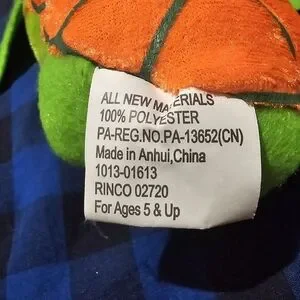 ALL NEW MATERIALS
100% POLYESTER
PA-REG.NO.PA-13652(CN)
Made in Anhui,China
1013-01613
RINCO 02720
For Ages 5 & Up